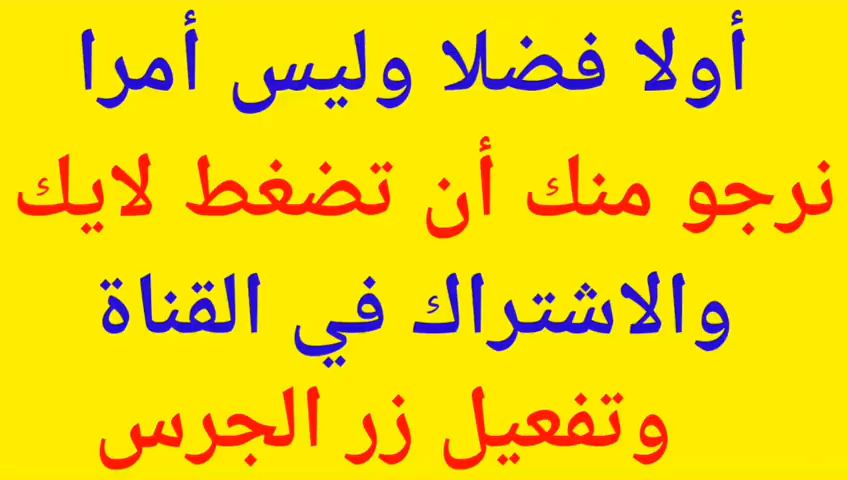 أولا فضلا وليس أمرا
نرجو منك أن تضغط لايك
والاشتراك في القناة
وتفعيل زر الجرس